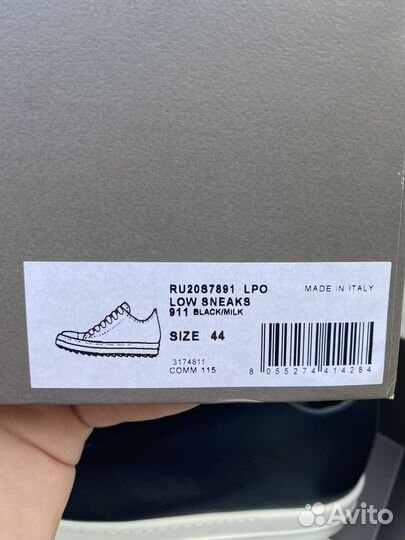 RU20S7891 LPO
MADE IN ITALY
LOW SNEAKS
911 BLACK/MILK
SIZE 44
3174811
COMM 115
8 055274 414284
Avito